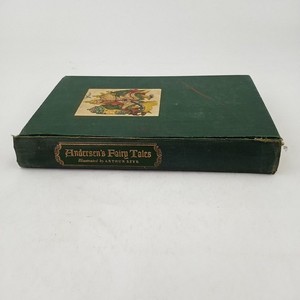 Andersen's Fairy Tales
Illustrated by ARTHUR SZYK